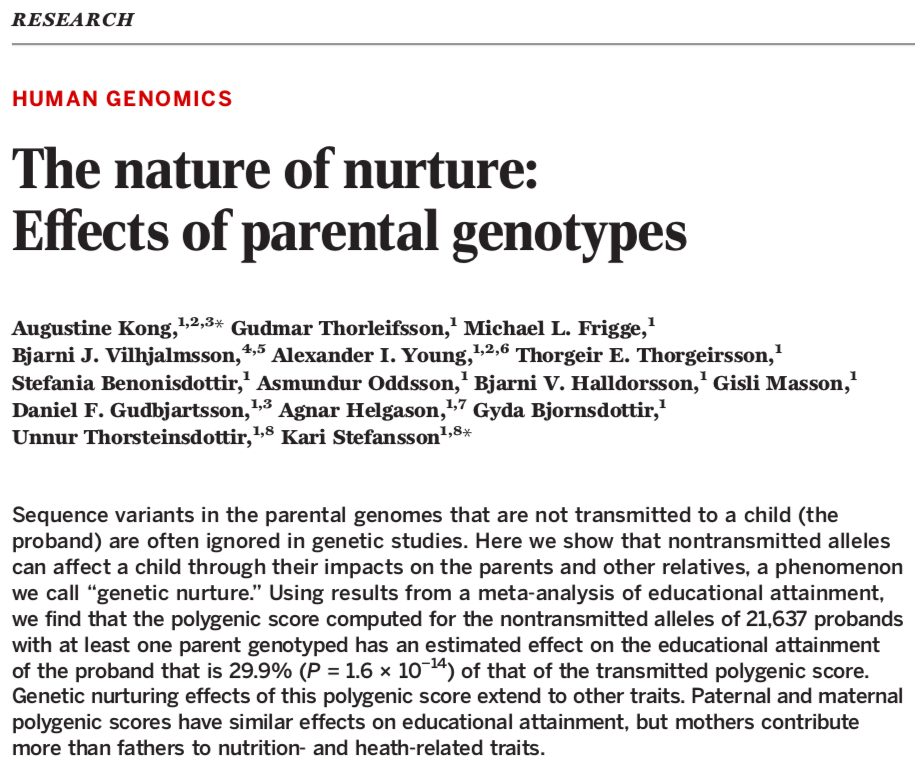 RESEARCH
HUMAN GENOMICS
The nature of nurture:
Effects of parental genotypes
Augustine Kong,1,2,3* Gudmar Thorleifsson,1 Michael L. Frigge,1
Bjarni J. Vilhjalmsson,4,5 Alexander I. Young,1,2,6 Thorgeir E. Thorgeirsson,1
Stefania Benonisdottir,1 Asmundur Oddsson,1 Bjarni V. Halldorsson,1 Gisli Masson,1
Daniel F. Gudbjartsson,1,3 Agnar Helgason,1,7 Gyda Bjornsdottir,1
Unnur Thorsteinsdottir,1,8 Kari Stefansson1,8*
Sequence variants in the parental genomes that are not transmitted to a child (the
proband) are often ignored in genetic studies. Here we show that nontransmitted alleles
can affect a child through their impacts on the parents and other relatives, a phenomenon
we call “genetic nurture.” Using results from a meta-analysis of educational attainment,
we find that the polygenic score computed for the nontransmitted alleles of 21,637 probands
with at least one parent genotyped has an estimated effect on the educational attainment
of the proband that is 29.9% (P = 1.6 × 10−14) of that of the transmitted polygenic score.
Genetic nurturing effects of this polygenic score extend to other traits. Paternal and maternal
polygenic scores have similar effects on educational attainment, but mothers contribute
more than fathers to nutrition- and heath-related traits.